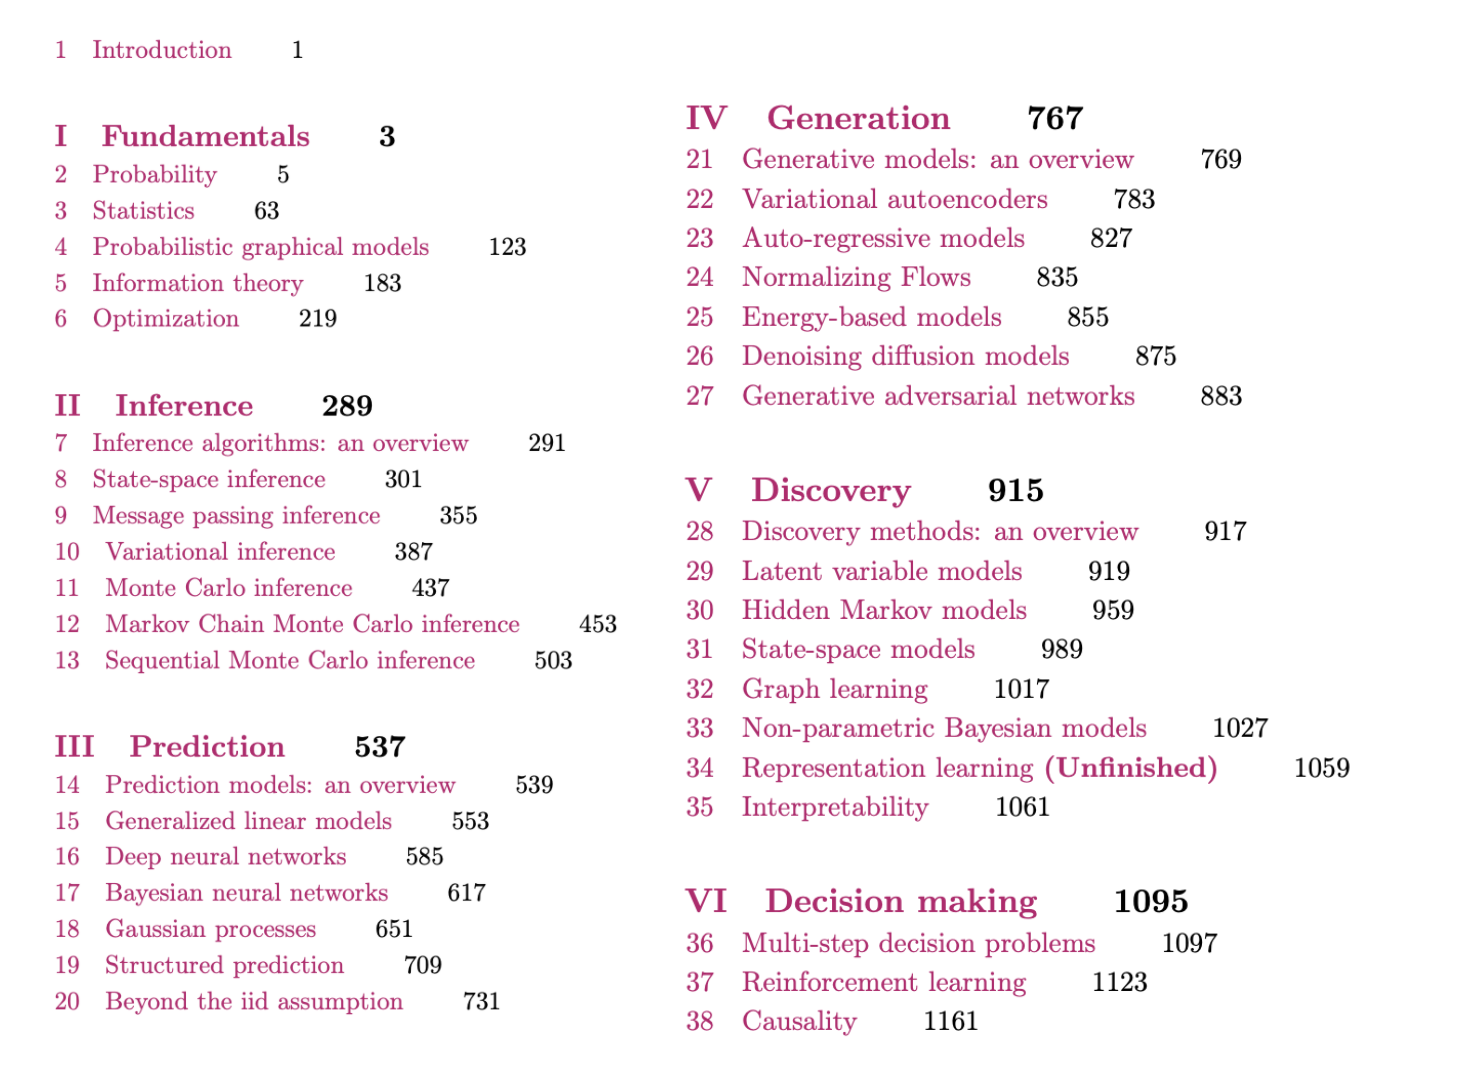 1 Introduction 1
I Fundamentals 3
2 Probability 5
3 Statistics 63
4 Probabilistic graphical models 123
5 Information theory 183
6 Optimization 219
II Inference 289
7 Inference algorithms: an overview 291
8 State-space inference 301
9 Message passing inference 355
10 Variational inference 387
11 Monte Carlo inference 437
12 Markov Chain Monte Carlo inference 453
13 Sequential Monte Carlo inference 503
III Prediction 537
14 Prediction models: an overview 539
15 Generalized linear models 553
16 Deep neural networks 585
17 Bayesian neural networks 617
18 Gaussian processes 651
19 Structured prediction 709
20 Beyond the iid assumption 731
IV Generation 767
21 Generative models: an overview 769
22 Variational autoencoders 783
23 Auto-regressive models 827
24 Normalizing Flows 835
25 Energy-based models 855
26 Denoising diffusion models 875
27 Generative adversarial networks 883
V Discovery 915
28 Discovery methods: an overview 917
29 Latent variable models 919
30 Hidden Markov models 959
31 State-space models 989
32 Graph learning 1017
33 Non-parametric Bayesian models 1027
34 Representation learning (Unfinished) 1059
35 Interpretability 1061
VI Decision making 1095
36 Multi-step decision problems 1097
37 Reinforcement learning 1123
38 Causality 1161